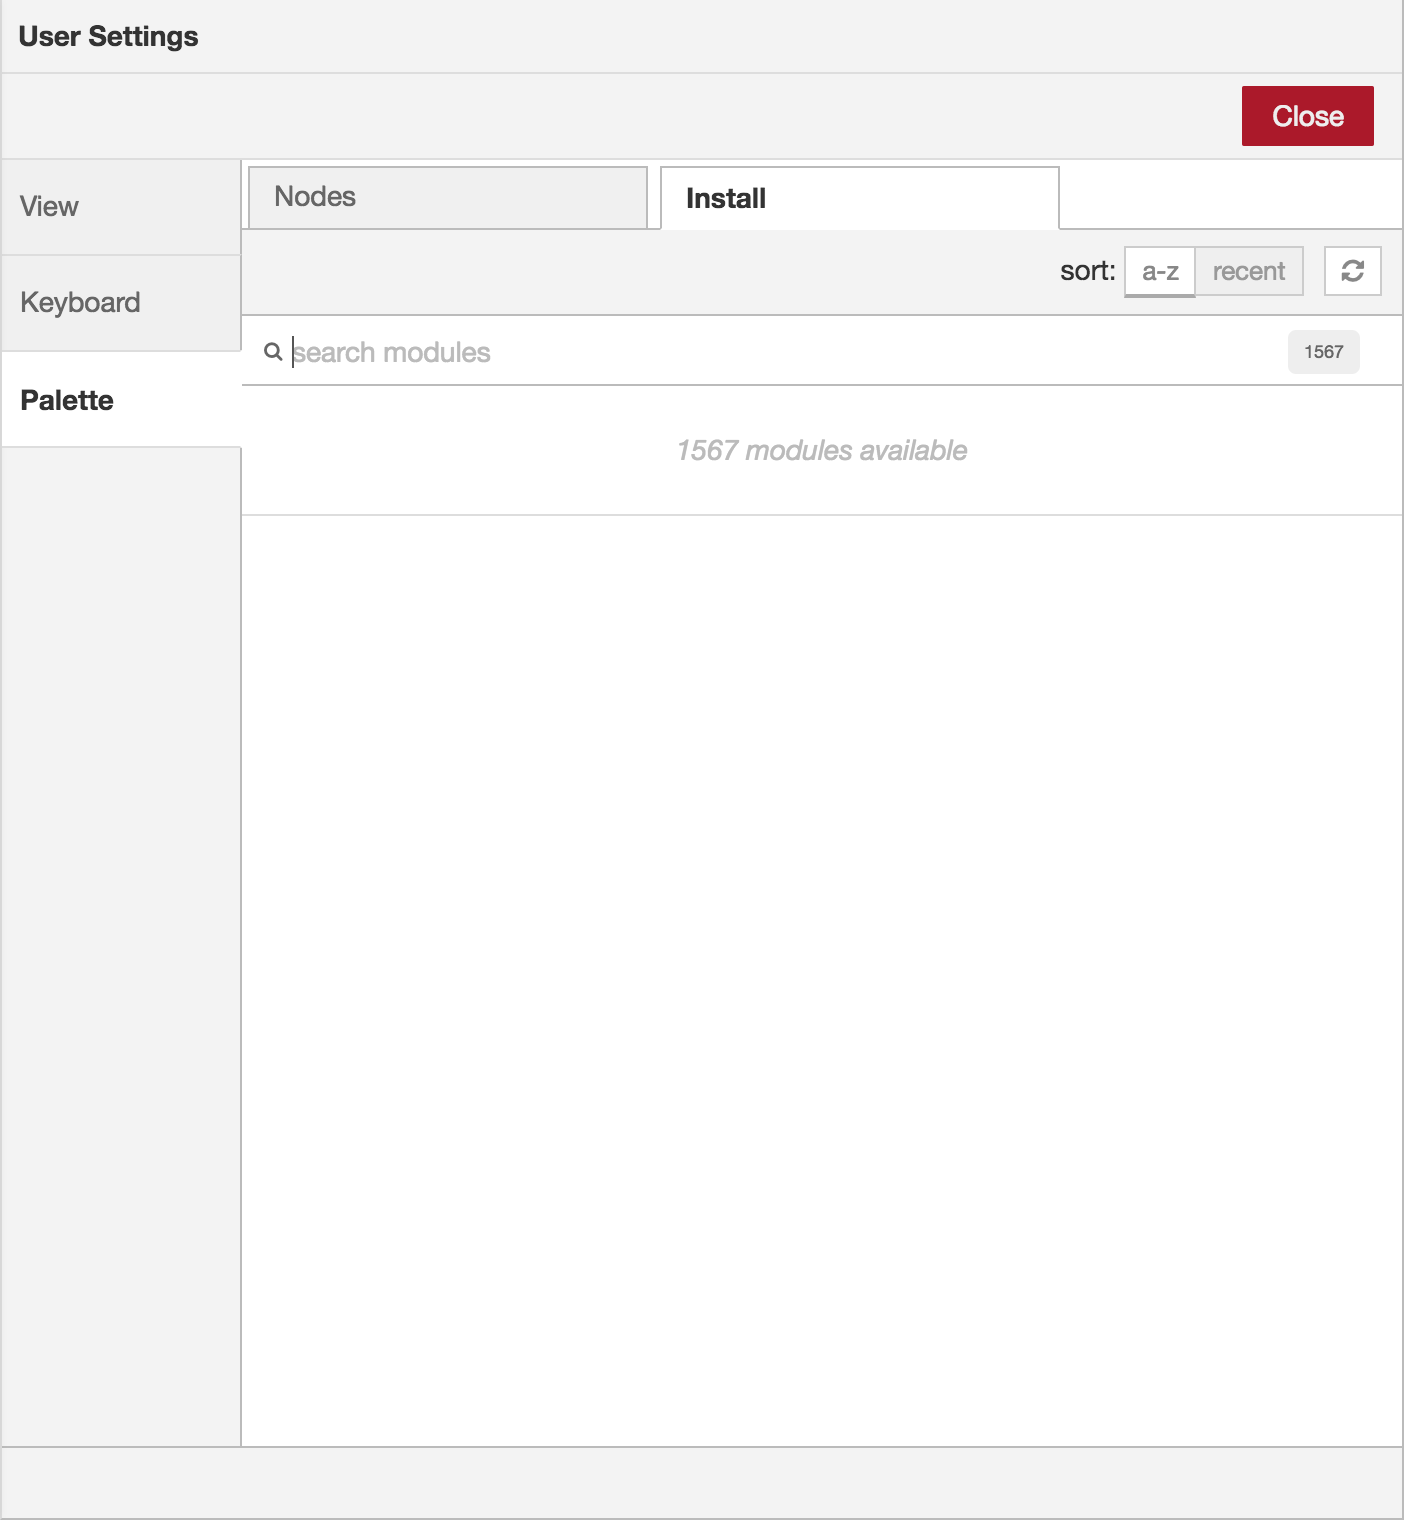 User Settings
Close
View
Keyboard
Palette
Nodes
Install
sort: a-z recent
search modules
1567
1567 modules available